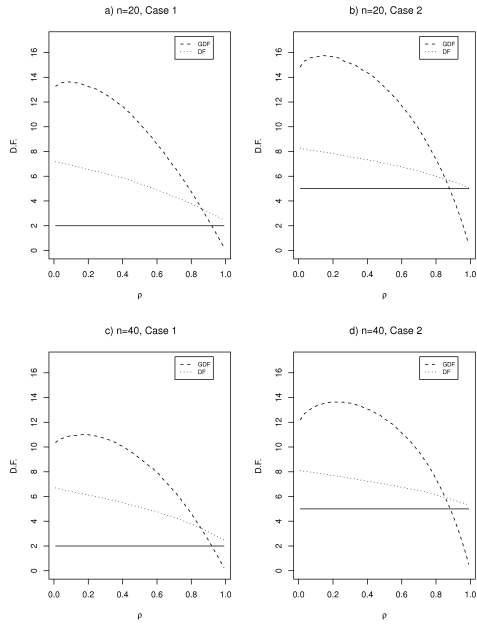 a) n=20, Case 1
GDF
DF
D.F.
0 2 4 6 8 10 12 14 16
0.0 0.2 0.4 0.6 0.8 1.0
ρ
b) n=20, Case 2
GDF
DF
D.F.
0 2 4 6 8 10 12 14 16
0.0 0.2 0.4 0.6 0.8 1.0
ρ
c) n=40, Case 1
GDF
DF
D.F.
0 2 4 6 8 10 12 14 16
0.0 0.2 0.4 0.6 0.8 1.0
ρ
d) n=40, Case 2
GDF
DF
D.F.
0 2 4 6 8 10 12 14 16
0.0 0.2 0.4 0.6 0.8 1.0
ρ